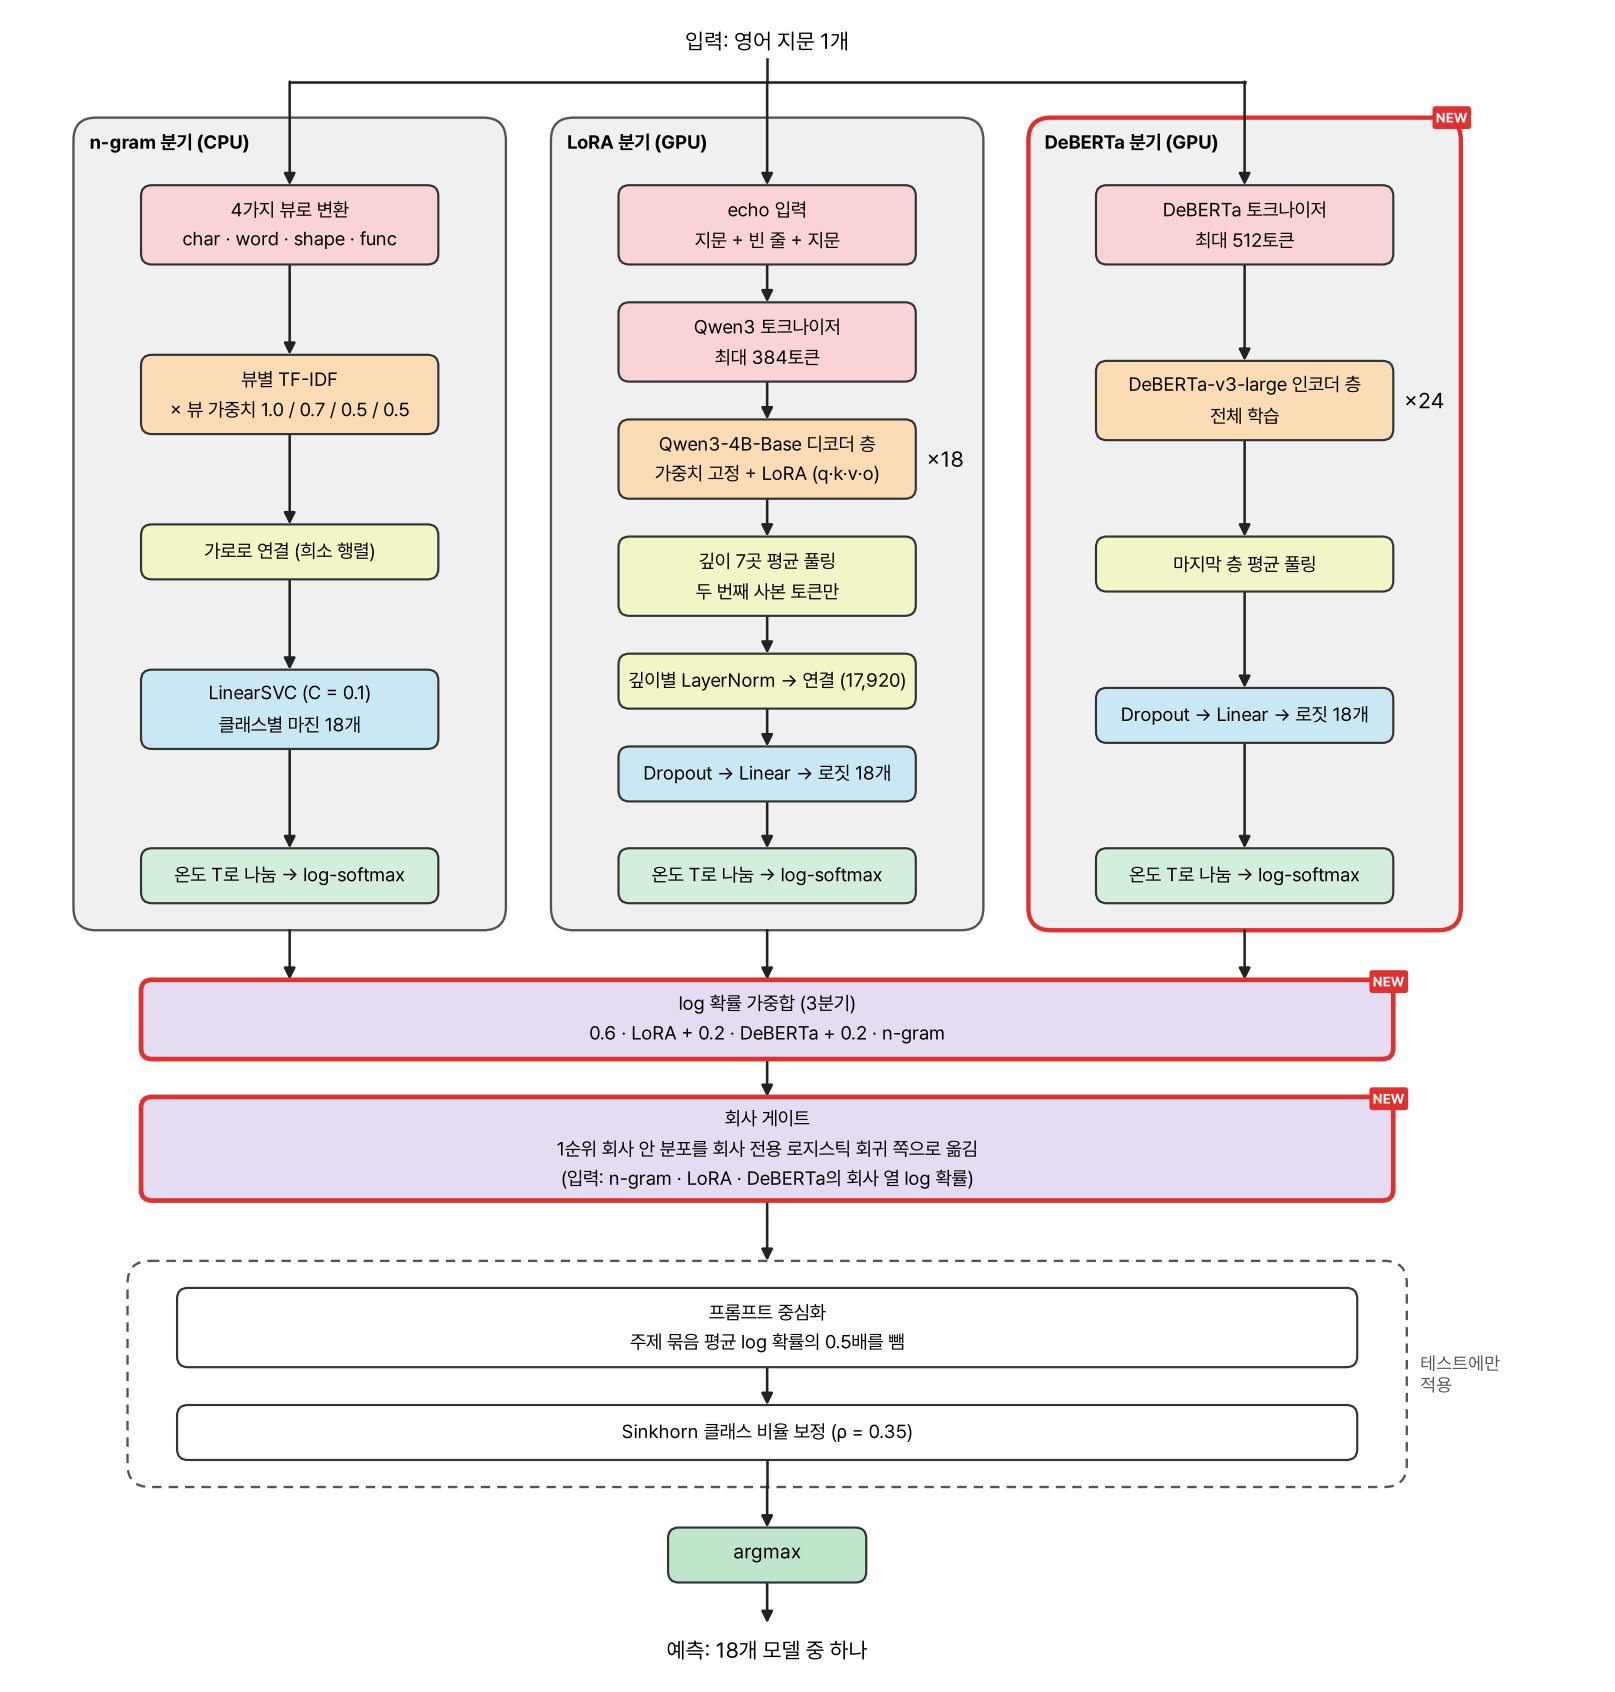 입력: 영어 지문 1개
n-gram 분기 (CPU)
4가지 뷰로 변환
char · word · shape · func
뷰별 TF-IDF
× 뷰 가중치 1.0 / 0.7 / 0.5 / 0.5
가로로 연결 (희소 행렬)
LinearSVC (C = 0.1)
클래스별 마진 18개
온도 T로 나눔 → log-softmax
LoRA 분기 (GPU)
echo 입력
지문 + 빈 줄 + 지문
Qwen3 토크나이저
최대 384토큰
Qwen3-4B-Base 디코더 층
가중치 고정 + LoRA (q·k·v·o)
×18
깊이 7곳 평균 풀링
두 번째 사본 토큰만
깊이별 LayerNorm → 연결 (17,920)
Dropout → Linear → 로짓 18개
온도 T로 나눔 → log-softmax
NEW
DeBERTa 분기 (GPU)
DeBERTa 토크나이저
최대 512토큰
DeBERTa-v3-large 인코더 층
전체 학습
×24
마지막 층 평균 풀링
Dropout → Linear → 로짓 18개
온도 T로 나눔 → log-softmax
NEW
log 확률 가중합 (3분기)
0.6 · LoRA + 0.2 · DeBERTa + 0.2 · n-gram
NEW
회사 게이트
1순위 회사 안 분포를 회사 전용 로지스틱 회귀 쪽으로 옮김
(입력: n-gram · LoRA · DeBERTa의 회사 열 log 확률)
프롬프트 중심화
주제 묶음 평균 log 확률의 0.5배를 뺌
Sinkhorn 클래스 비율 보정 (ρ = 0.35)
테스트에만
적용
argmax
예측: 18개 모델 중 하나